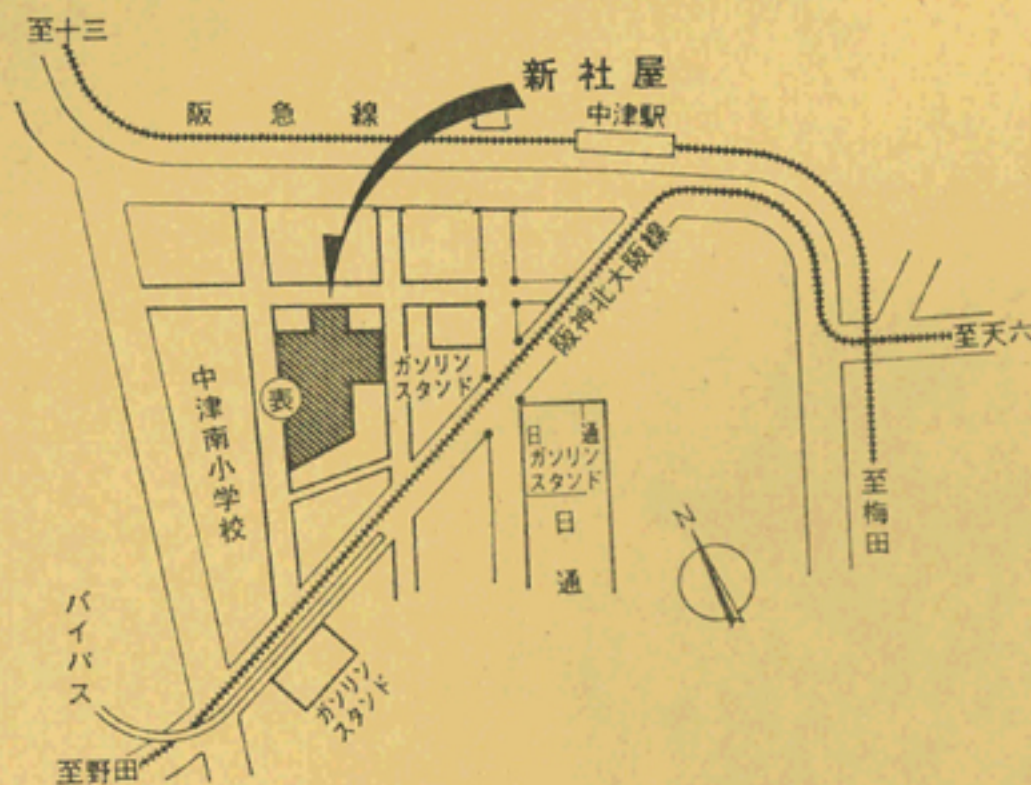 至十三
新社屋
阪急線
中津駅
阪神北大阪線
至天六
ガソリン
スタンド
中津南小学校
表
日通
ガソリン
スタンド
日通
至梅田
N
バイパス
ガソリン
スタンド
至野田